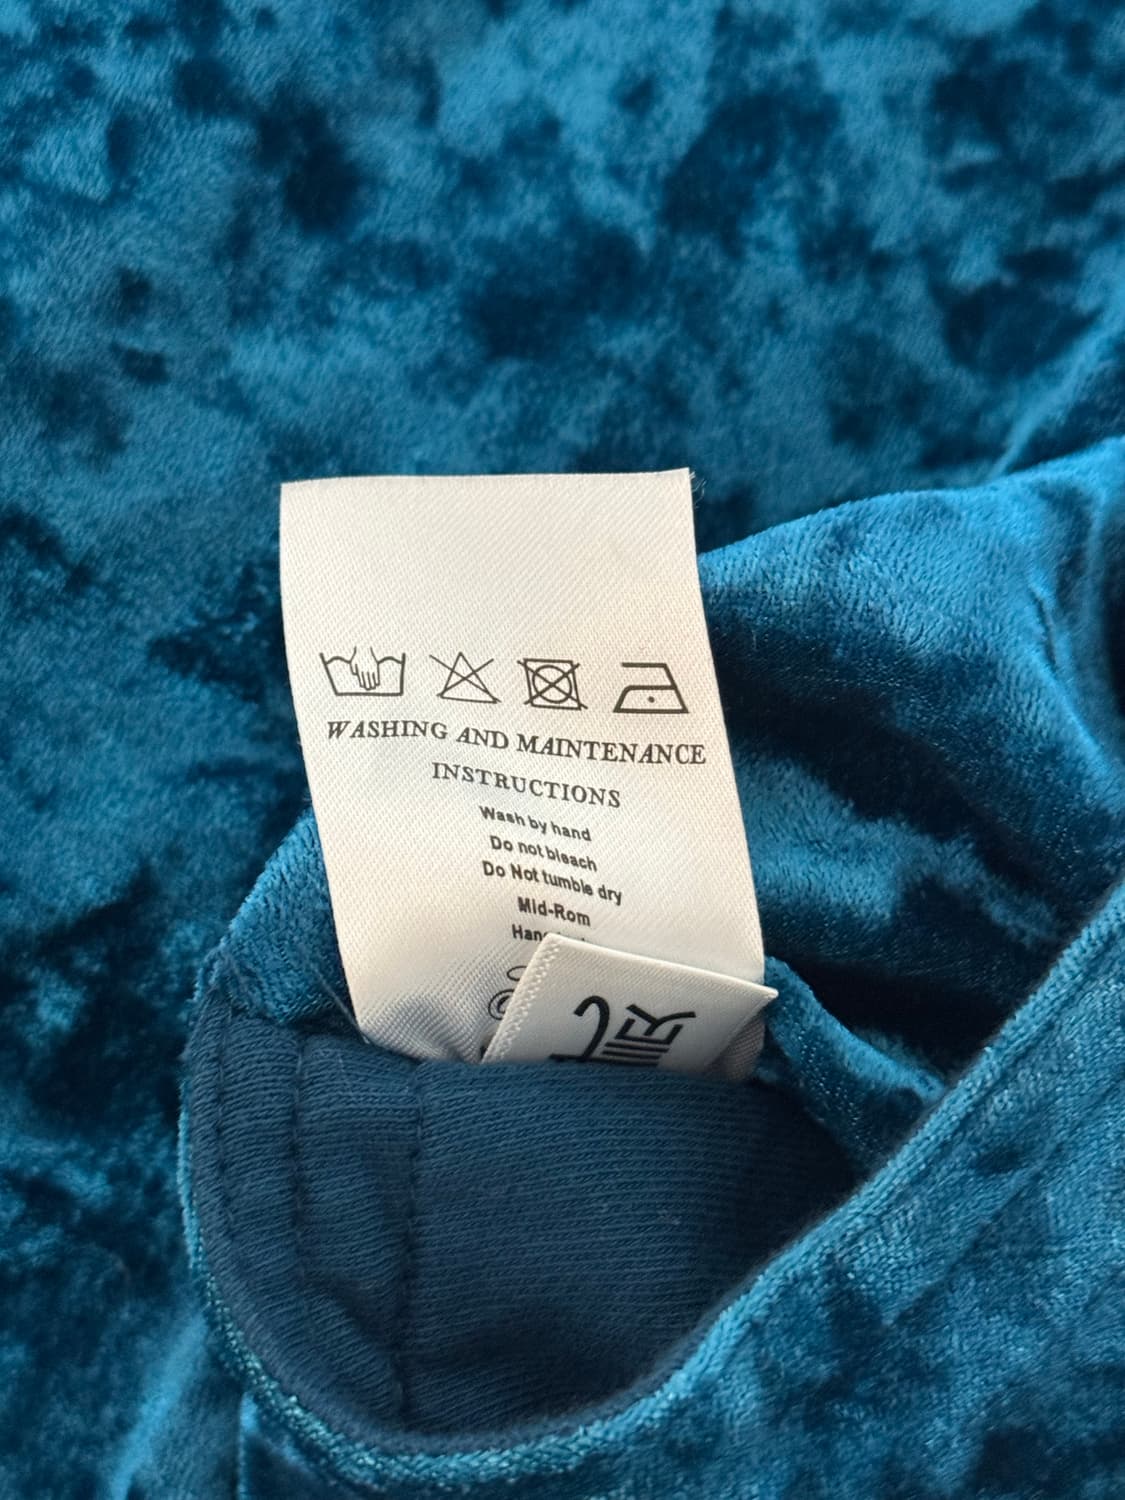 WASHING AND MAINTENANCE
INSTRUCTIONS
Wash by hand
Do not bleach
Do Not tumble dry
Mid-Rom